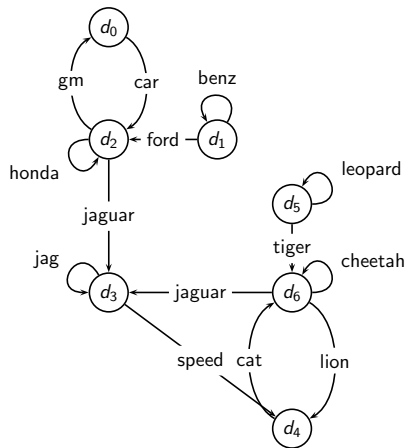 d0
benz
gm car
d2 ford d1
honda
leopard
d5
jaguar
tiger
jag
cheetah
d3 jaguar d6
speed cat lion
d4